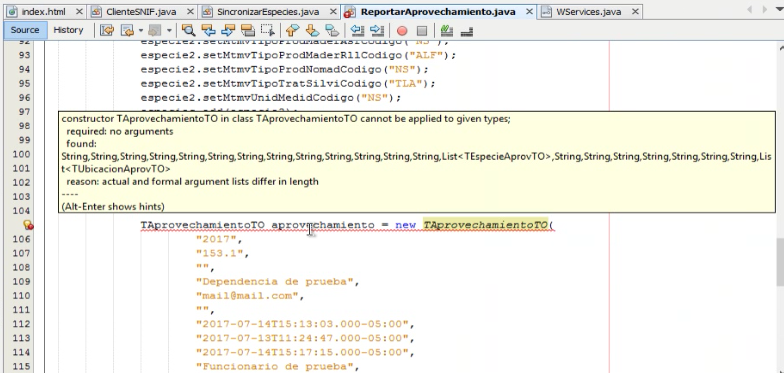 index.html
ClienteSNIF.java
SincronizarEspecies.java
ReportarAprovechamiento.java
WServices.java
Source
History
especie2.setMtmvTipoProdMaderAsrCodigo("NS");
93 especie2.setMtmvTipoProdMaderRllCodigo("ALF");
94 especie2.setMtmvTipoProdNomadCodigo("NS");
95 especie2.setMtmvTipoTratSilviCodigo("TLA");
96 especie2.setMtmvUnidMedidCodigo("NS");
97
98 constructor TAprovechamientoTO in class TAprovechamientoTO cannot be applied to given types;
required: no arguments
99 found:
100 String,String,String,String,String,String,String,String,String,String,String,String,String,List<TEspecieAprovTO>,String,String,String,String,String,String,String,Lis
101 t<TUbicacionAprovTO>
102 reason: actual and formal argument lists differ in length
103 ----
104 (Alt-Enter shows hints)
TAprovechamientoTO aprovechamiento = new TAprovechamientoTO(
106 "2017",
107 "153.1",
108 "",
109 "Dependencia de prueba",
110 "mail@mail.com",
111 "",
112 "2017-07-14T15:13:03.000-05:00",
113 "2017-07-13T11:24:47.000-05:00",
114 "2017-07-14T15:17:15.000-05:00",
115 "Funcionario de prueba",